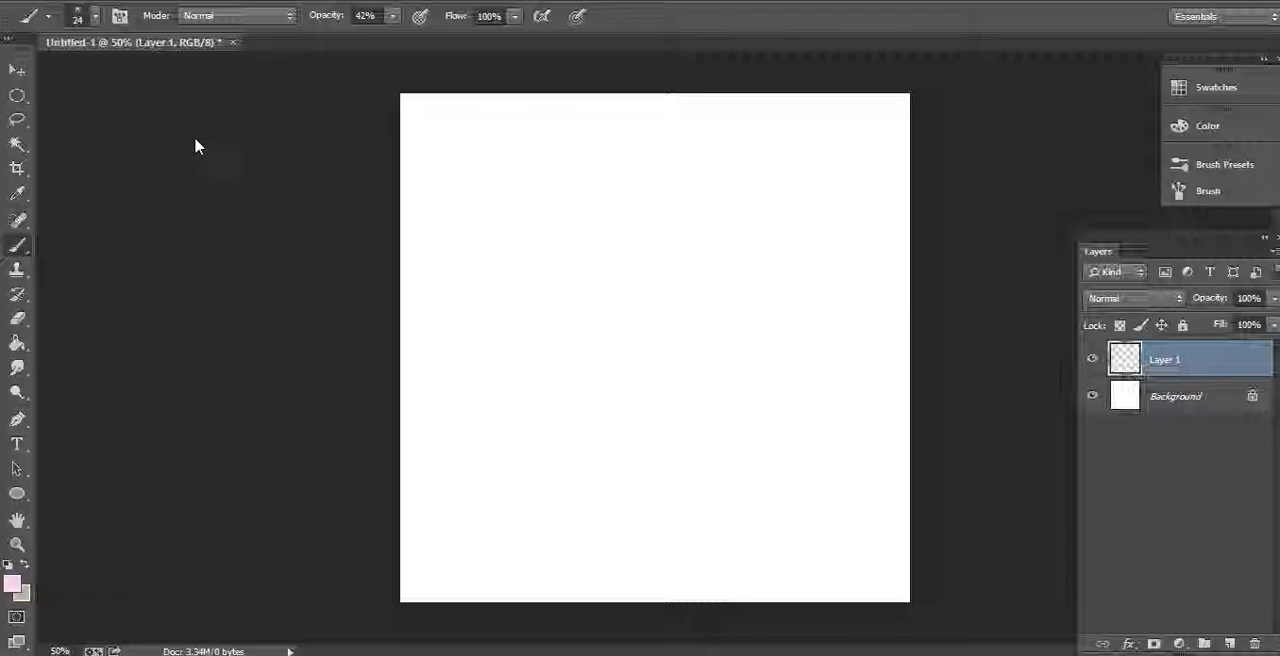 24 Mode: Normal Opacity: 42% Flow: 100% Essentials
Untitled-1 @ 50% (Layer 1, RGB/8) * ×
Swatches
Color
Brush Presets
Brush
Layers
Kind
Normal Opacity: 100%
Lock: Fill: 100%
Layer 1
Background
50% Doc: 3.34M/0 bytes